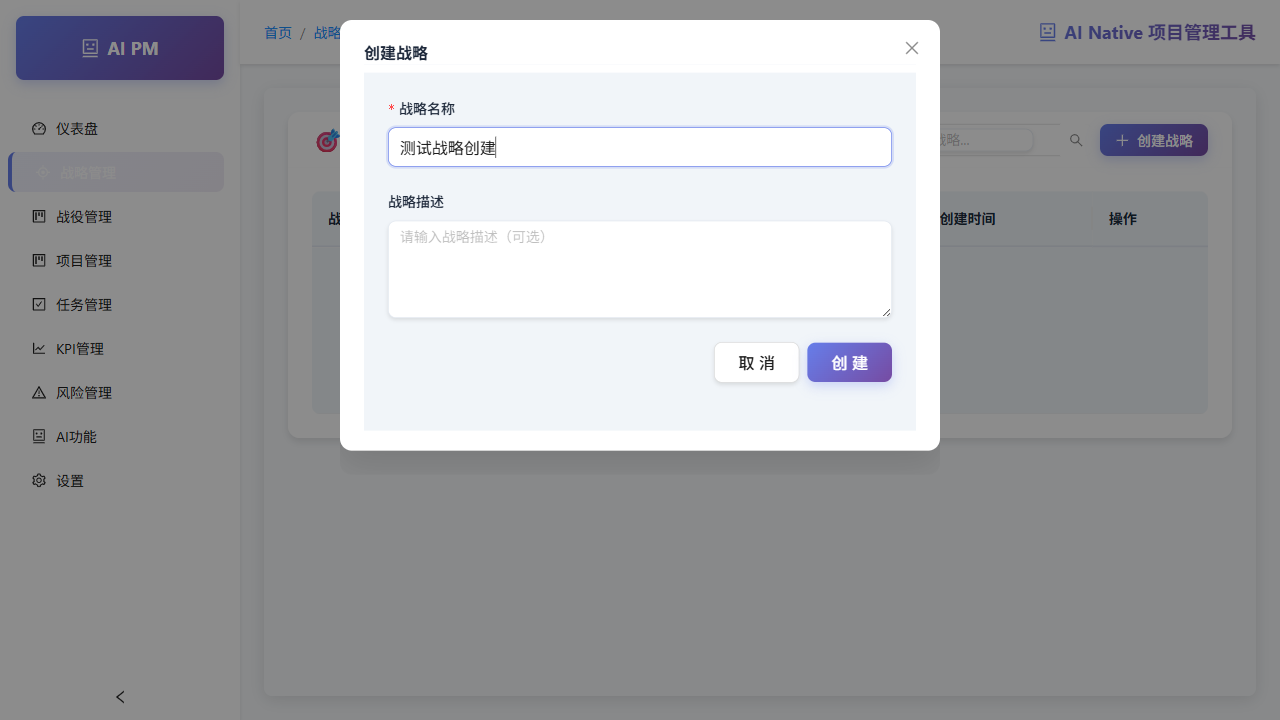 AI PM
首页 / 战略
AI Native 项目管理工具
仪表盘
战略管理
战役管理
项目管理
任务管理
KPI管理
风险管理
AI功能
设置
创建战略
* 战略名称
测试战略创建
战略描述
请输入战略描述（可选）
取 消
创 建
略...
创建战略
战
创建时间
操作